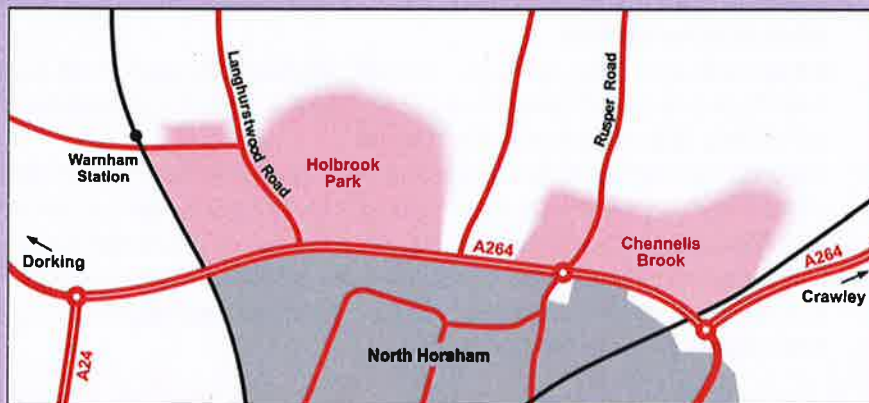 Langhurstwood Road
Rusper Road
Warnham
Station
Holbrook
Park
A264
Chennells
Brook
A264
Dorking
Crawley
North Horsham
A24